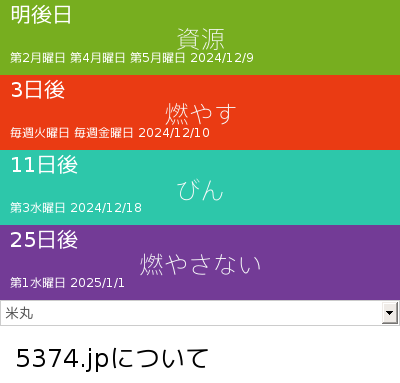 明後日
資源
第2月曜日 第4月曜日 第5月曜日 2024/12/9
3日後
燃やす
毎週火曜日 毎週金曜日 2024/12/10
11日後
びん
第3水曜日 2024/12/18
25日後
燃やさない
第1水曜日 2025/1/1
米丸
5374.jpについて